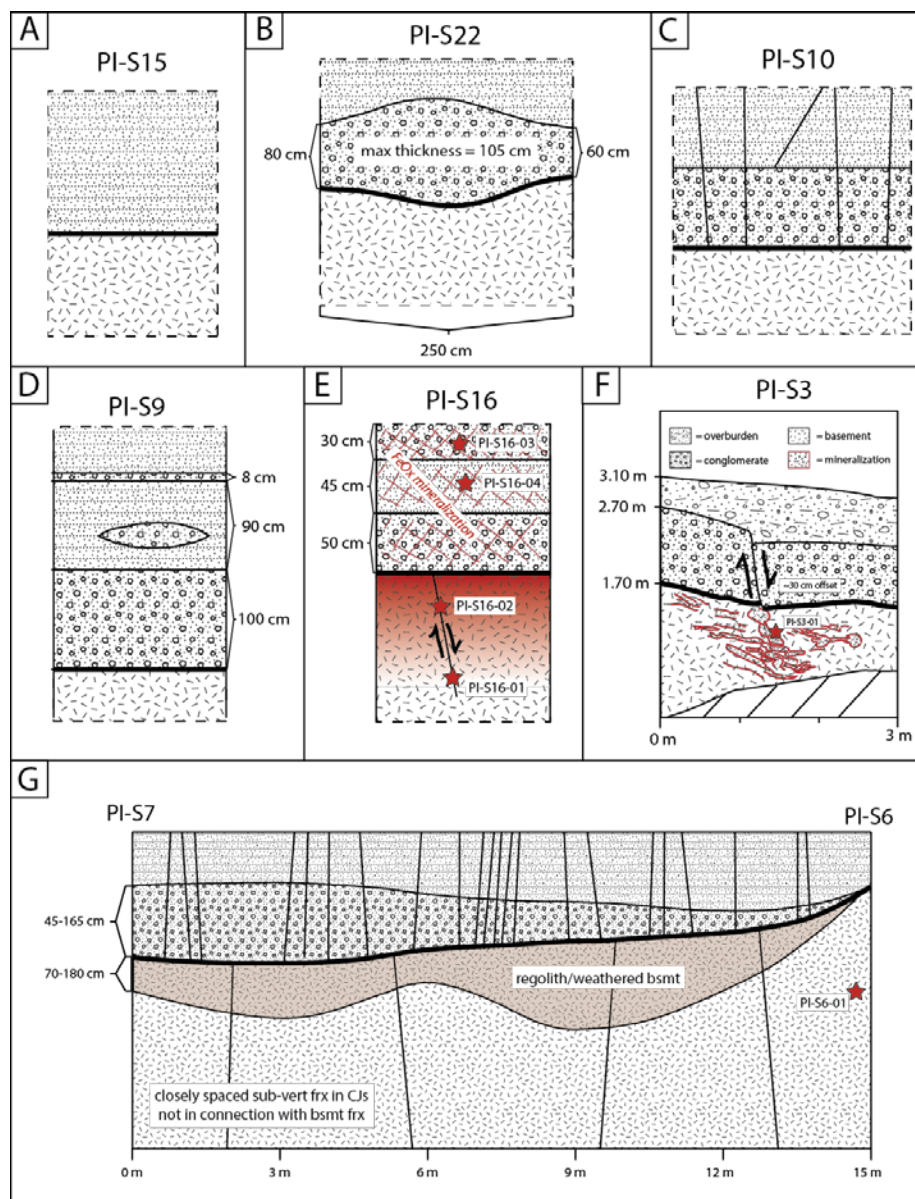 A
PI-S15
B
PI-S22
80 cm
max thickness = 105 cm
60 cm
250 cm
C
PI-S10
D
PI-S9
8 cm
90 cm
100 cm
E
PI-S16
30 cm
PI-S16-03
45 cm
PI-S16-04
FeOx mineralization
50 cm
PI-S16-02
PI-S16-01
F
PI-S3
= overburden
= basement
= conglomerate
= mineralization
3.10 m
2.70 m
1.70 m
~30 cm offset
PI-S3-01
0 m
3 m
G
PI-S7
PI-S6
45-165 cm
70-180 cm
regolith/weathered bsmt
PI-S6-01
closely spaced sub-vert frx in CJs
not in connection with bsmt frx
0 m
3 m
6 m
9 m
12 m
15 m